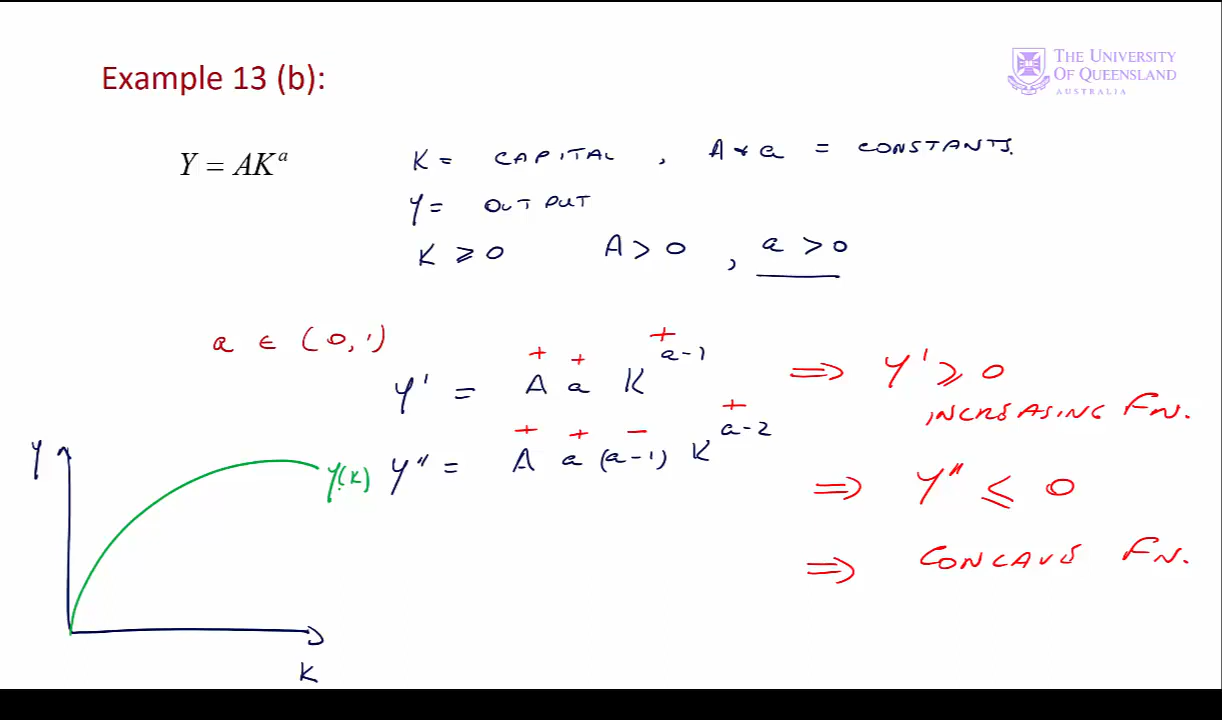 Example 13 (b):
THE UNIVERSITY
OF QUEENSLAND
AUSTRALIA
Y = AK^a
K = CAPITAL , A & a = CONSTANTS.
Y = OUTPUT
K ≥ 0 A > 0 , a > 0
a ∈ (0,1)
+ + +
Y' = A a K^(a-1) ⇒ Y' ≥ 0
INCREASING FN.
+ + - +
Y'' = A a (a-1) K^(a-2)
⇒ Y'' ≤ 0
⇒ CONCAVE FN.
Y
Y(K)
K